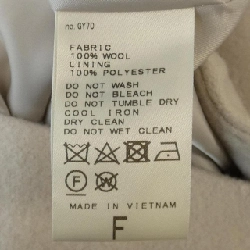 no. GY70
FABRIC
100% WOOL
LINING
100% POLYESTER
DO NOT WASH
DO NOT BLEACH
DO NOT TUMBLE DRY
COOL IRON
DRY CLEAN
DO NOT WET CLEAN
F W
MADE IN VIETNAM
F